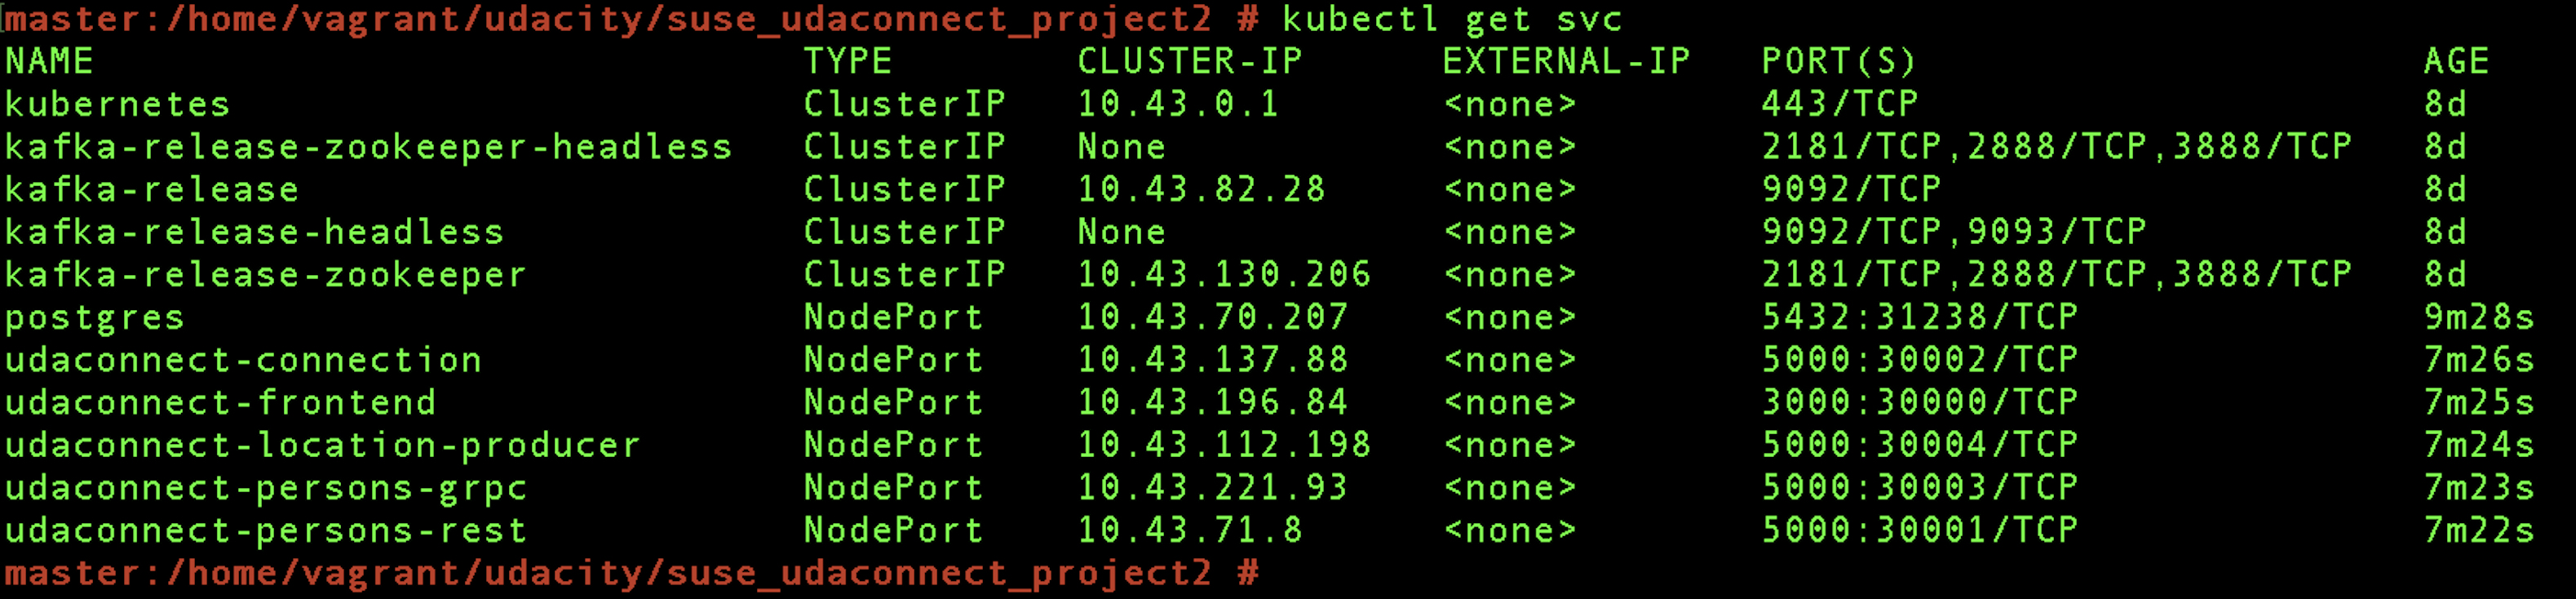 [master:/home/vagrant/udacity/suse_udaconnect_project2 # kubectl get svc
NAME TYPE CLUSTER-IP EXTERNAL-IP PORT(S) AGE
kubernetes ClusterIP 10.43.0.1 <none> 443/TCP 8d
kafka-release-zookeeper-headless ClusterIP None <none> 2181/TCP,2888/TCP,3888/TCP 8d
kafka-release ClusterIP 10.43.82.28 <none> 9092/TCP 8d
kafka-release-headless ClusterIP None <none> 9092/TCP,9093/TCP 8d
kafka-release-zookeeper ClusterIP 10.43.130.206 <none> 2181/TCP,2888/TCP,3888/TCP 8d
postgres NodePort 10.43.70.207 <none> 5432:31238/TCP 9m28s
udaconnect-connection NodePort 10.43.137.88 <none> 5000:30002/TCP 7m26s
udaconnect-frontend NodePort 10.43.196.84 <none> 3000:30000/TCP 7m25s
udaconnect-location-producer NodePort 10.43.112.198 <none> 5000:30004/TCP 7m24s
udaconnect-persons-grpc NodePort 10.43.221.93 <none> 5000:30003/TCP 7m23s
udaconnect-persons-rest NodePort 10.43.71.8 <none> 5000:30001/TCP 7m22s
master:/home/vagrant/udacity/suse_udaconnect_project2 #